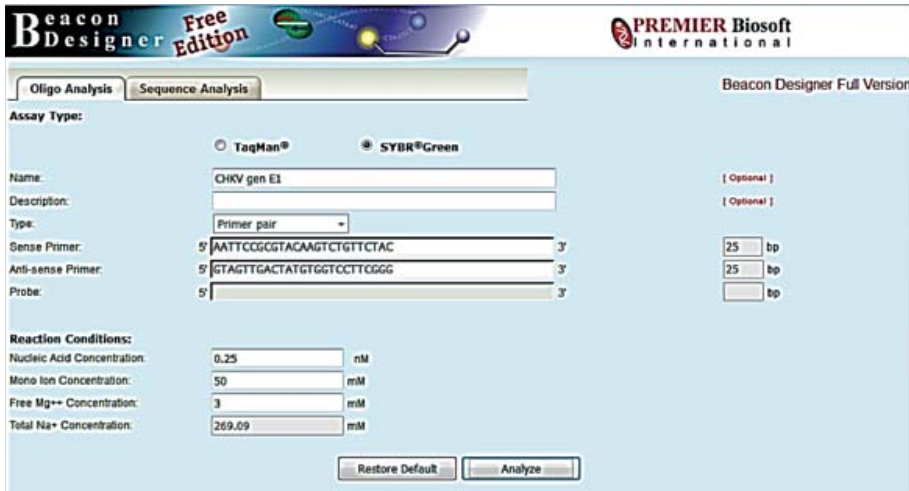 Beacon Designer Free Edition
PREMIER Biosoft International
Oligo Analysis Sequence Analysis Beacon Designer Full Version
Assay Type:
TaqMan® SYBR®Green
Name: CHKV gen E1 [ Optional ]
Description: [ Optional ]
Type: Primer pair
Sense Primer: 5' AATTCCGCGTACAAGTCTGTTCTAC 3' 25 bp
Anti-sense Primer: 5' GTAGTTGACTATGTGGTCCTTCGGG 3' 25 bp
Probe: 5' 3' bp
Reaction Conditions:
Nucleic Acid Concentration: 0.25 nM
Mono Ion Concentration: 50 mM
Free Mg++ Concentration: 3 mM
Total Na+ Concentration: 269.09 mM
Restore Default Analyze